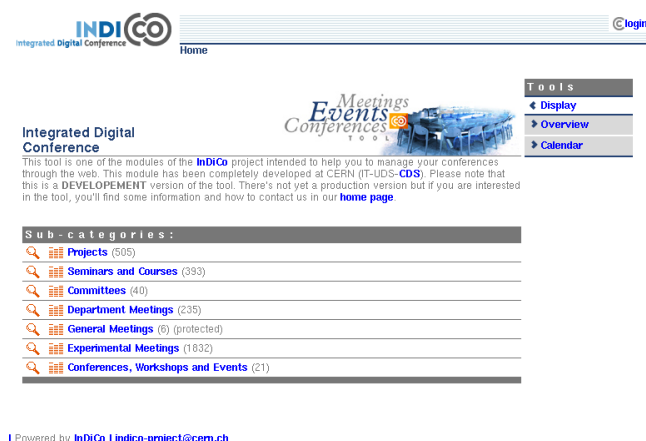 INDICO
Integrated Digital Conference
login
Home
Tools
Display
Overview
Calendar
Meetings
Events
Conferences
TOOL
Integrated Digital
Conference
This tool is one of the modules of the InDiCo project intended to help you to manage your conferences
through the web. This module has been completely developed at CERN (IT-UDS-CDS). Please note that
this is a DEVELOPEMENT version of the tool. There's not yet a production version but if you are interested
in the tool, you'll find some information and how to contact us in our home page.
Sub-categories:
Projects (505)
Seminars and Courses (393)
Committees (40)
Department Meetings (235)
General Meetings (6) (protected)
Experimental Meetings (1832)
Conferences, Workshops and Events (21)
| Powered by InDiCo | indico-project@cern.ch